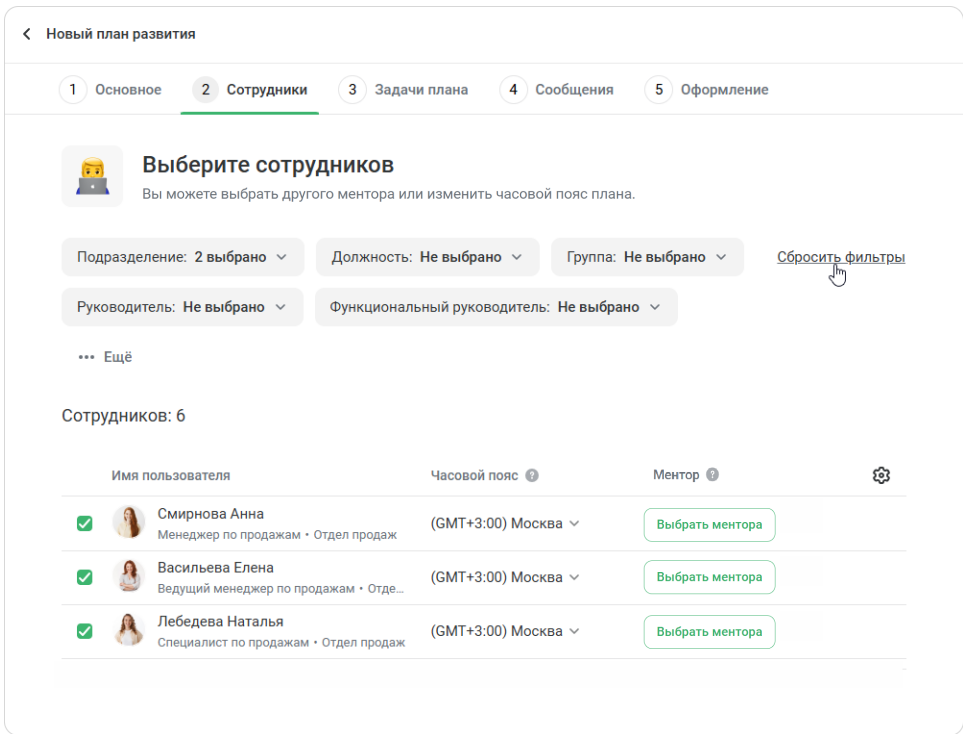 Новый план развития
1 Основное 2 Сотрудники 3 Задачи плана 4 Сообщения 5 Оформление
Выберите сотрудников
Вы можете выбрать другого ментора или изменить часовой пояс плана.
Подразделение: 2 выбрано Должность: Не выбрано Группа: Не выбрано Сбросить фильтры
Руководитель: Не выбрано Функциональный руководитель: Не выбрано
••• Ещё
Сотрудников: 6
Имя пользователя Часовой пояс ? Ментор ?
Смирнова Анна
Менеджер по продажам • Отдел продаж
(GMT+3:00) Москва Выбрать ментора
Васильева Елена
Ведущий менеджер по продажам • Отде...
(GMT+3:00) Москва Выбрать ментора
Лебедева Наталья
Специалист по продажам • Отдел продаж
(GMT+3:00) Москва Выбрать ментора